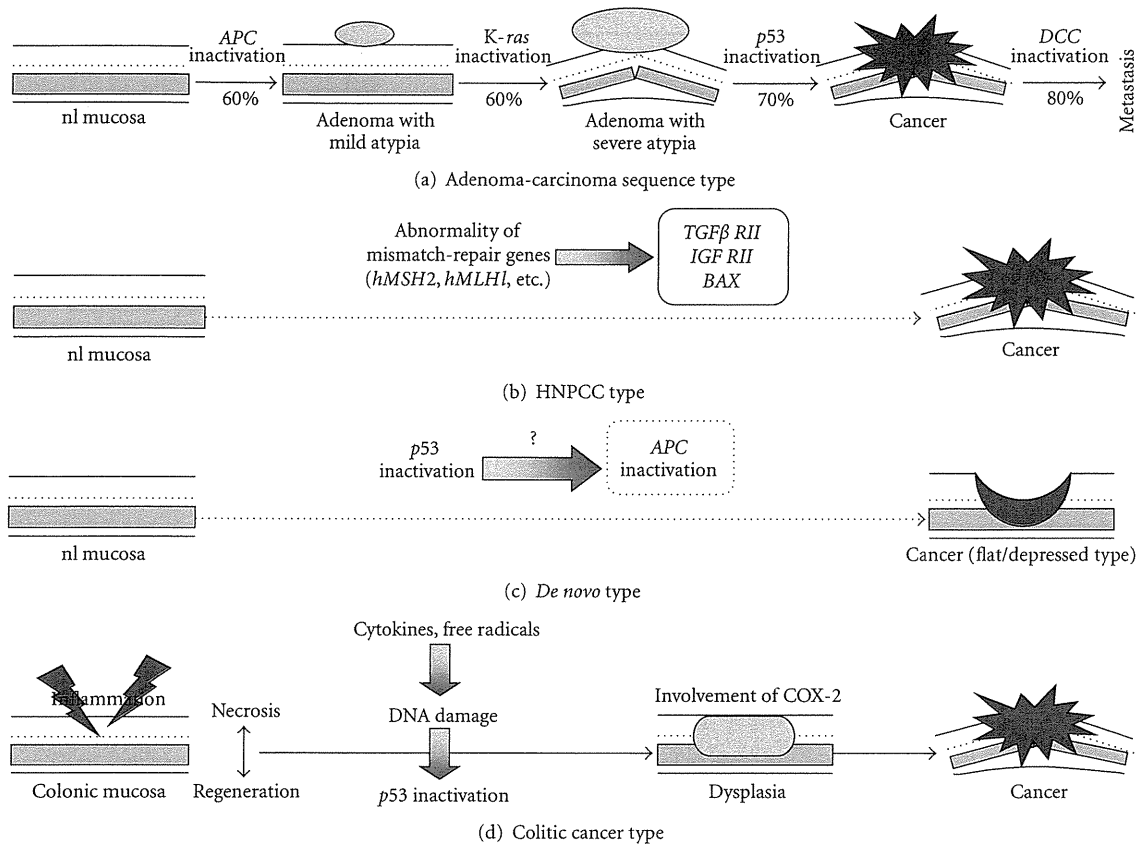 APC
inactivation
60%
K-ras
inactivation
60%
p53
inactivation
70%
DCC
inactivation
80%
Metastasis
nl mucosa
Adenoma with
mild atypia
Adenoma with
severe atypia
Cancer
(a) Adenoma-carcinoma sequence type
Abnormality of
mismatch-repair genes
(hMSH2, hMLHl, etc.)
TGFβ RII
IGF RII
BAX
nl mucosa
Cancer
(b) HNPCC type
p53
inactivation
?
APC
inactivation
nl mucosa
Cancer (flat/depressed type)
(c) De novo type
Cytokines, free radicals
Inflammation
Necrosis
DNA damage
Involvement of COX-2
Colonic mucosa
Regeneration
p53 inactivation
Dysplasia
Cancer
(d) Colitic cancer type